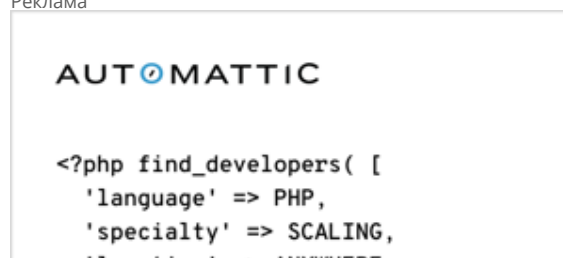 Реклама
AUTOMATTIC
<?php find_developers( [
'language' => PHP,
'specialty' => SCALING,